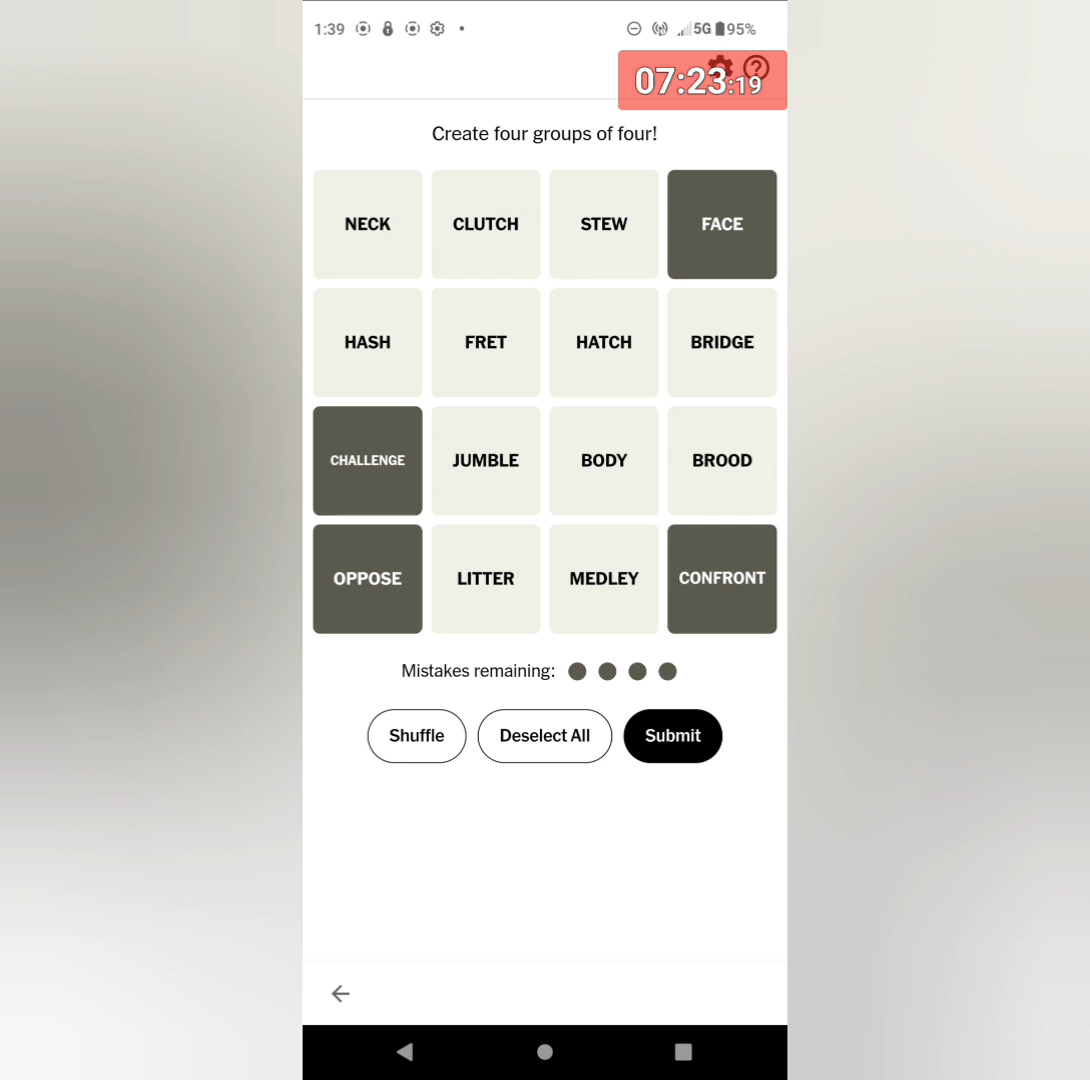 1:39 5G 95%
07:23:19
Create four groups of four!
NECK CLUTCH STEW FACE
HASH FRET HATCH BRIDGE
CHALLENGE JUMBLE BODY BROOD
OPPOSE LITTER MEDLEY CONFRONT
Mistakes remaining:
Shuffle Deselect All Submit